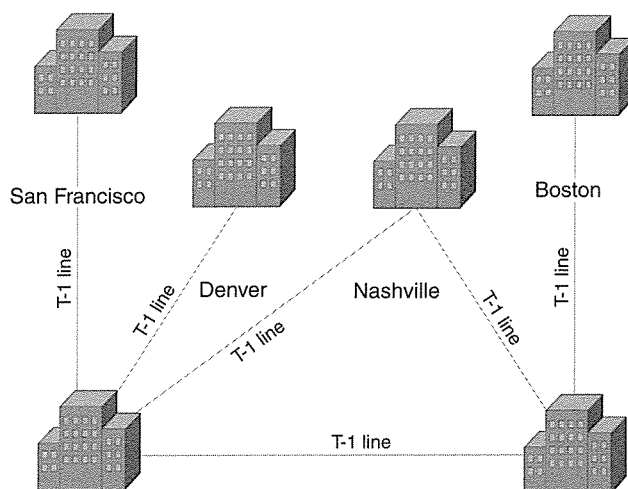 San Francisco
Boston
Denver
Nashville
T-1 line
T-1 line
T-1 line
T-1 line
T-1 line
T-1 line